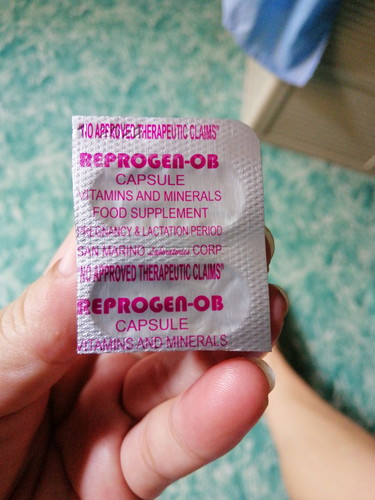 "NO APPROVED THERAPEUTIC CLAIMS"
REPROGEN-OB
CAPSULE
VITAMINS AND MINERALS
FOOD SUPPLEMENT
PREGNANCY & LACTATION PERIOD
SAN MARINO Laboratories CORP
"NO APPROVED THERAPEUTIC CLAIMS"
REPROGEN-OB
CAPSULE
VITAMINS AND MINERALS